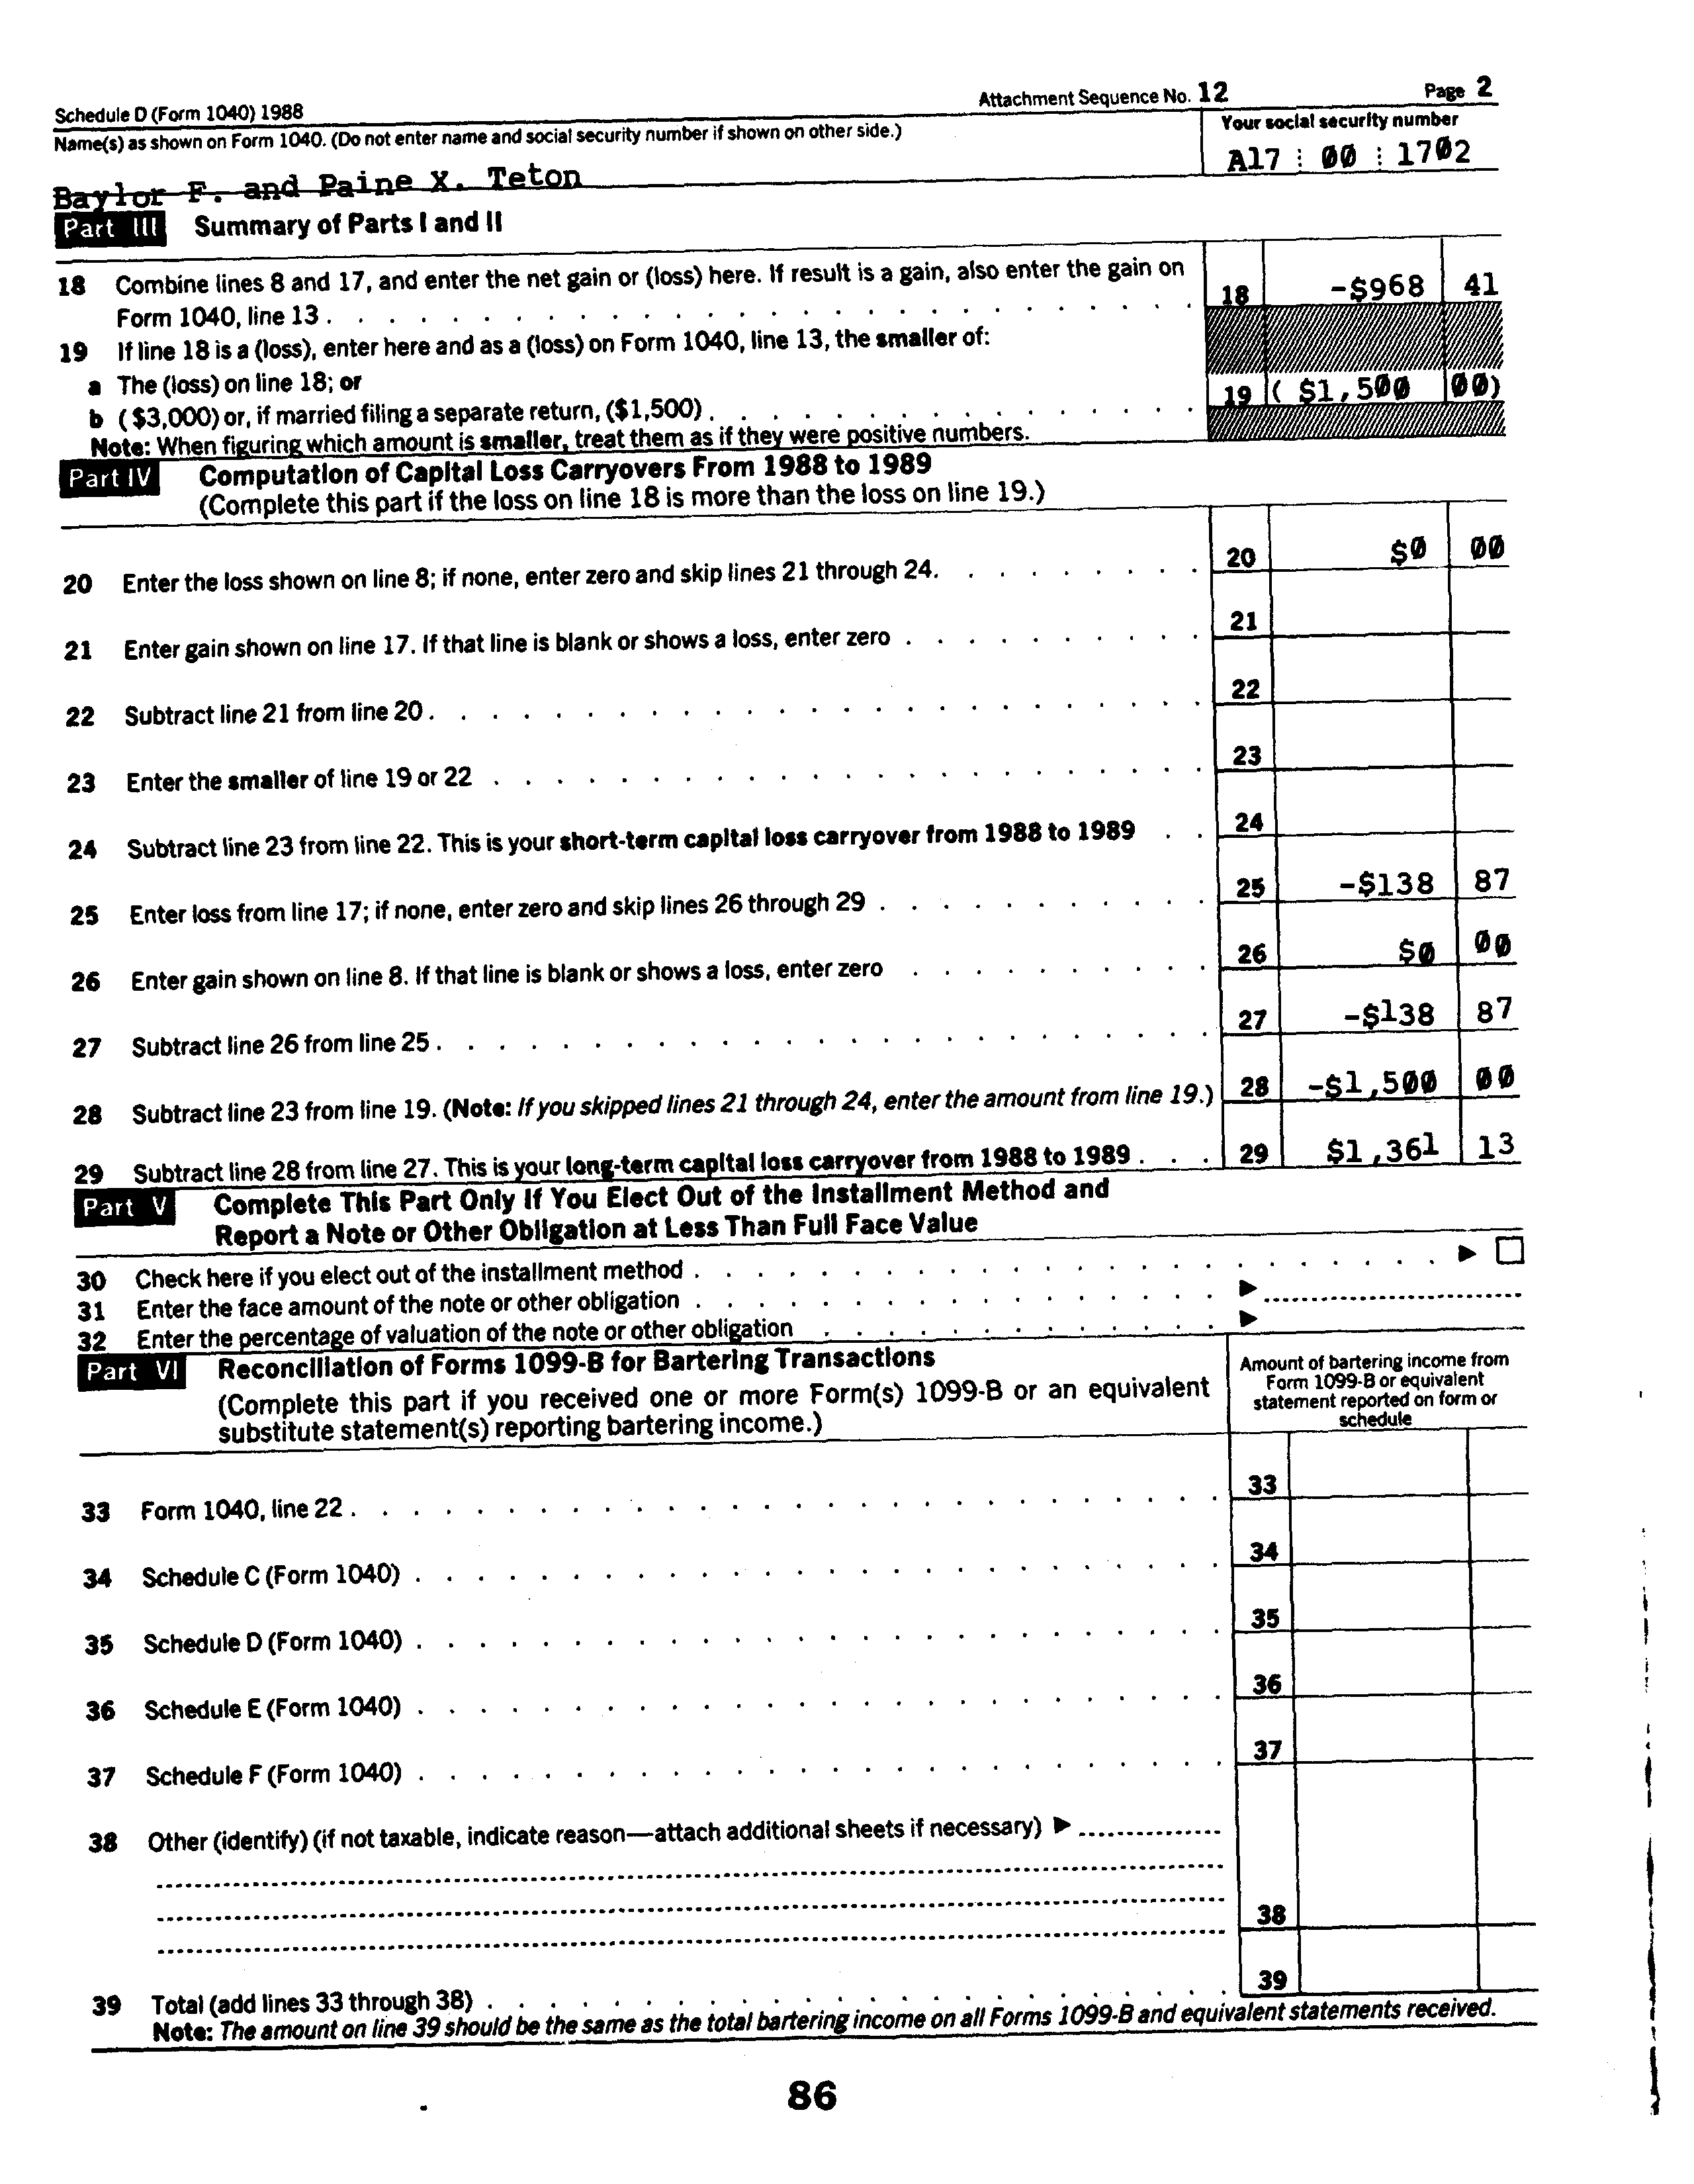 Schedule D (Form 1040) 1988 Attachment Sequence No. 12 Page 2
Name(s) as shown on Form 1040. (Do not enter name and social security number if shown on other side.) Your social security number
Baylor F. and Paine X. Teton A17 00 1702
Part III Summary of Parts I and II
18 Combine lines 8 and 17, and enter the net gain or (loss) here. If result is a gain, also enter the gain on
Form 1040, line 13 . . . . . . . . . . 18 -$968 41
19 If line 18 is a (loss), enter here and as a (loss) on Form 1040, line 13, the smaller of:
a The (loss) on line 18; or
b ($3,000) or, if married filing a separate return, ($1,500) . . . . . . . . . . 19 ( $1,500 00)
Note: When figuring which amount is smaller, treat them as if they were positive numbers.
Part IV Computation of Capital Loss Carryovers From 1988 to 1989
(Complete this part if the loss on line 18 is more than the loss on line 19.)
20 Enter the loss shown on line 8; if none, enter zero and skip lines 21 through 24. . . . . . . . . . 20 $0 00
21 Enter gain shown on line 17. If that line is blank or shows a loss, enter zero . . . . . . . . . . 21
22 Subtract line 21 from line 20 . . . . . . . . . . 22
23 Enter the smaller of line 19 or 22 . . . . . . . . . . 23
24 Subtract line 23 from line 22. This is your short-term capital loss carryover from 1988 to 1989 . . 24
25 Enter loss from line 17; if none, enter zero and skip lines 26 through 29 . . . . . . . . . . 25 -$138 87
26 Enter gain shown on line 8. If that line is blank or shows a loss, enter zero . . . . . . . . . . 26 $0 00
27 Subtract line 26 from line 25 . . . . . . . . . . 27 -$138 87
28 Subtract line 23 from line 19. (Note: If you skipped lines 21 through 24, enter the amount from line 19.) 28 -$1,500 00
29 Subtract line 28 from line 27. This is your long-term capital loss carryover from 1988 to 1989 . . . 29 $1,361 13
Part V Complete This Part Only If You Elect Out of the Installment Method and
Report a Note or Other Obligation at Less Than Full Face Value
30 Check here if you elect out of the installment method . . . . . . . . . . ► ☐
31 Enter the face amount of the note or other obligation . . . . . . . . . . ►
32 Enter the percentage of valuation of the note or other obligation . . . . . . . . . . ►
Part VI Reconciliation of Forms 1099-B for Bartering Transactions
(Complete this part if you received one or more Form(s) 1099-B or an equivalent
substitute statement(s) reporting bartering income.)
Amount of bartering income from
Form 1099-B or equivalent
statement reported on form or
schedule
33 Form 1040, line 22 . . . . . . . . . . 33
34 Schedule C (Form 1040) . . . . . . . . . . 34
35 Schedule D (Form 1040) . . . . . . . . . . 35
36 Schedule E (Form 1040) . . . . . . . . . . 36
37 Schedule F (Form 1040) . . . . . . . . . . 37
38 Other (identify) (if not taxable, indicate reason—attach additional sheets if necessary) ►
38
39 Total (add lines 33 through 38) . . . . . . . . . . 39
Note: The amount on line 39 should be the same as the total bartering income on all Forms 1099-B and equivalent statements received.
86